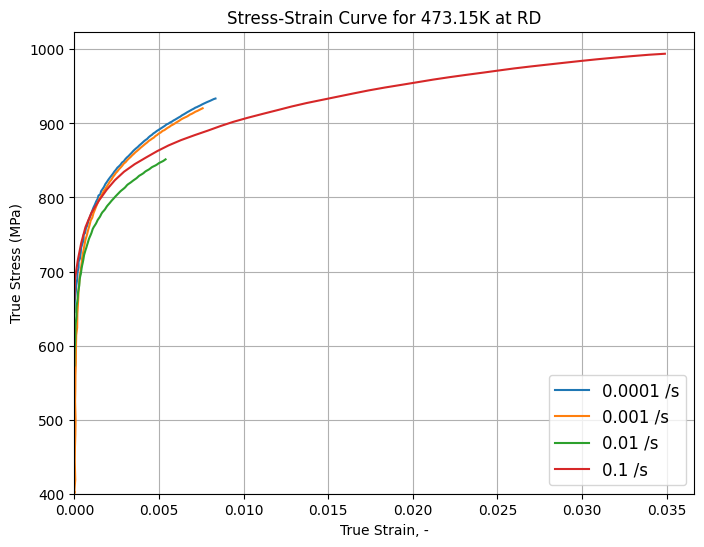 Stress-Strain Curve for 473.15K at RD
True Stress (MPa)
1000
900
800
700
600
500
400
0.000
0.005
0.010
0.015
0.020
0.025
0.030
0.035
True Strain, -
0.0001 /s
0.001 /s
0.01 /s
0.1 /s